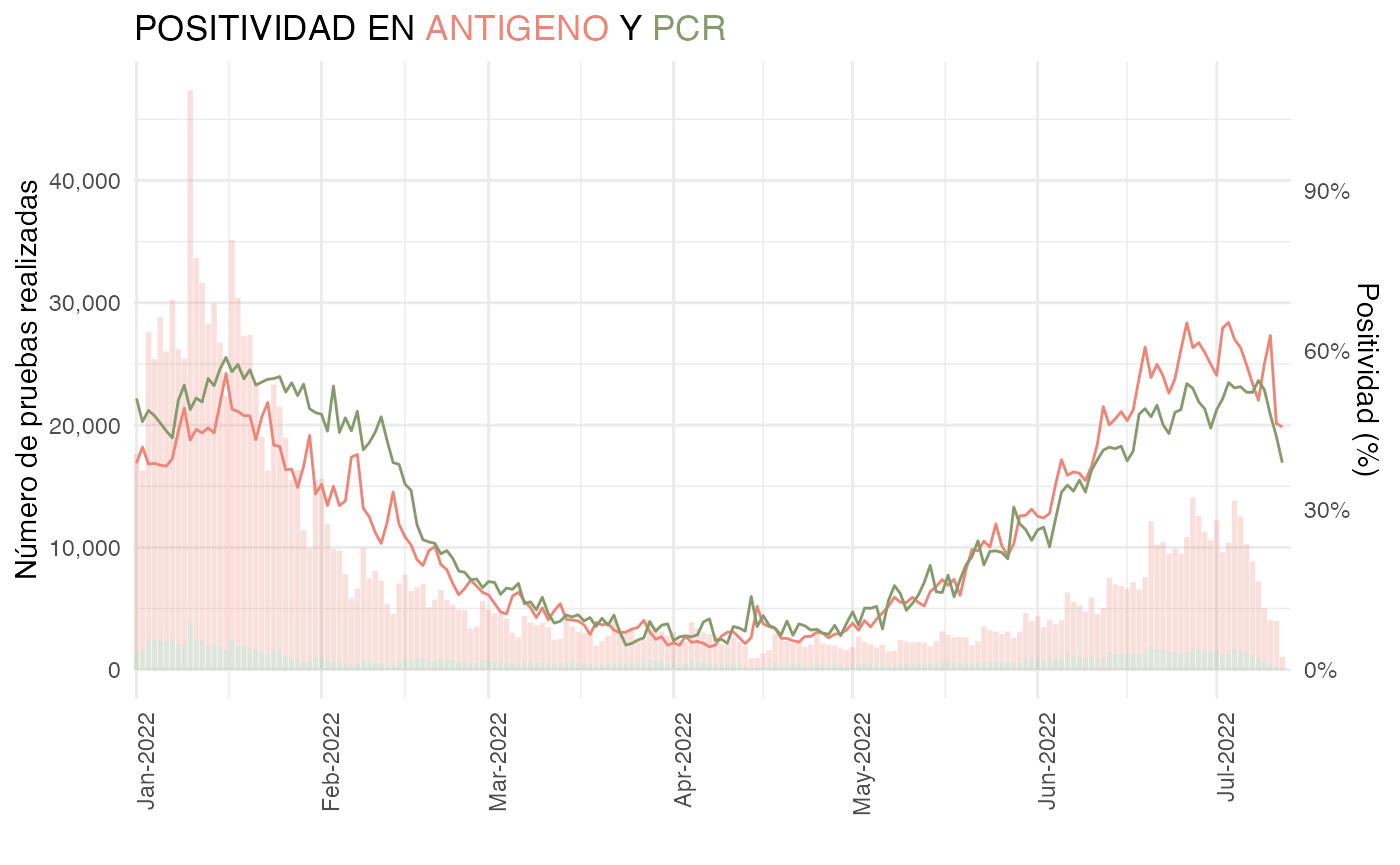 POSITIVIDAD EN ANTIGENO Y PCR
Número de pruebas realizadas
40,000
30,000
20,000
10,000
0
90%
60%
30%
0%
Positividad (%)
Jan-2022
Feb-2022
Mar-2022
Apr-2022
May-2022
Jun-2022
Jul-2022